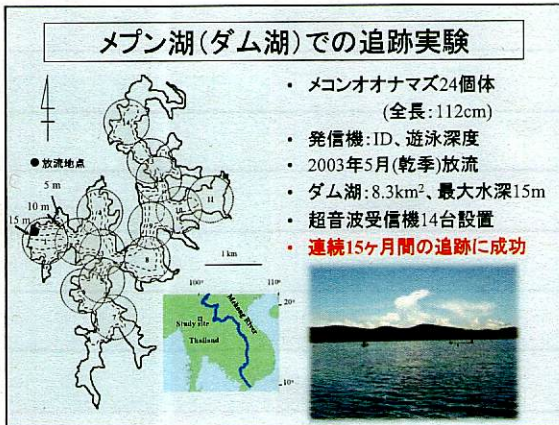 メプン湖(ダム湖)での追跡実験
・ メコンオオナマズ24個体
(全長:112cm)
・ 発信機:ID、遊泳深度
・ 2003年5月(乾季)放流
・ ダム湖:8.3km²、最大水深15m
・ 超音波受信機14台設置
・ 連続15ヶ月間の追跡に成功
● 放流地点
5 m
10 m
15 m
11
8
7
1 km
100°
20°
Mekong River
Study site
Thailand
10°